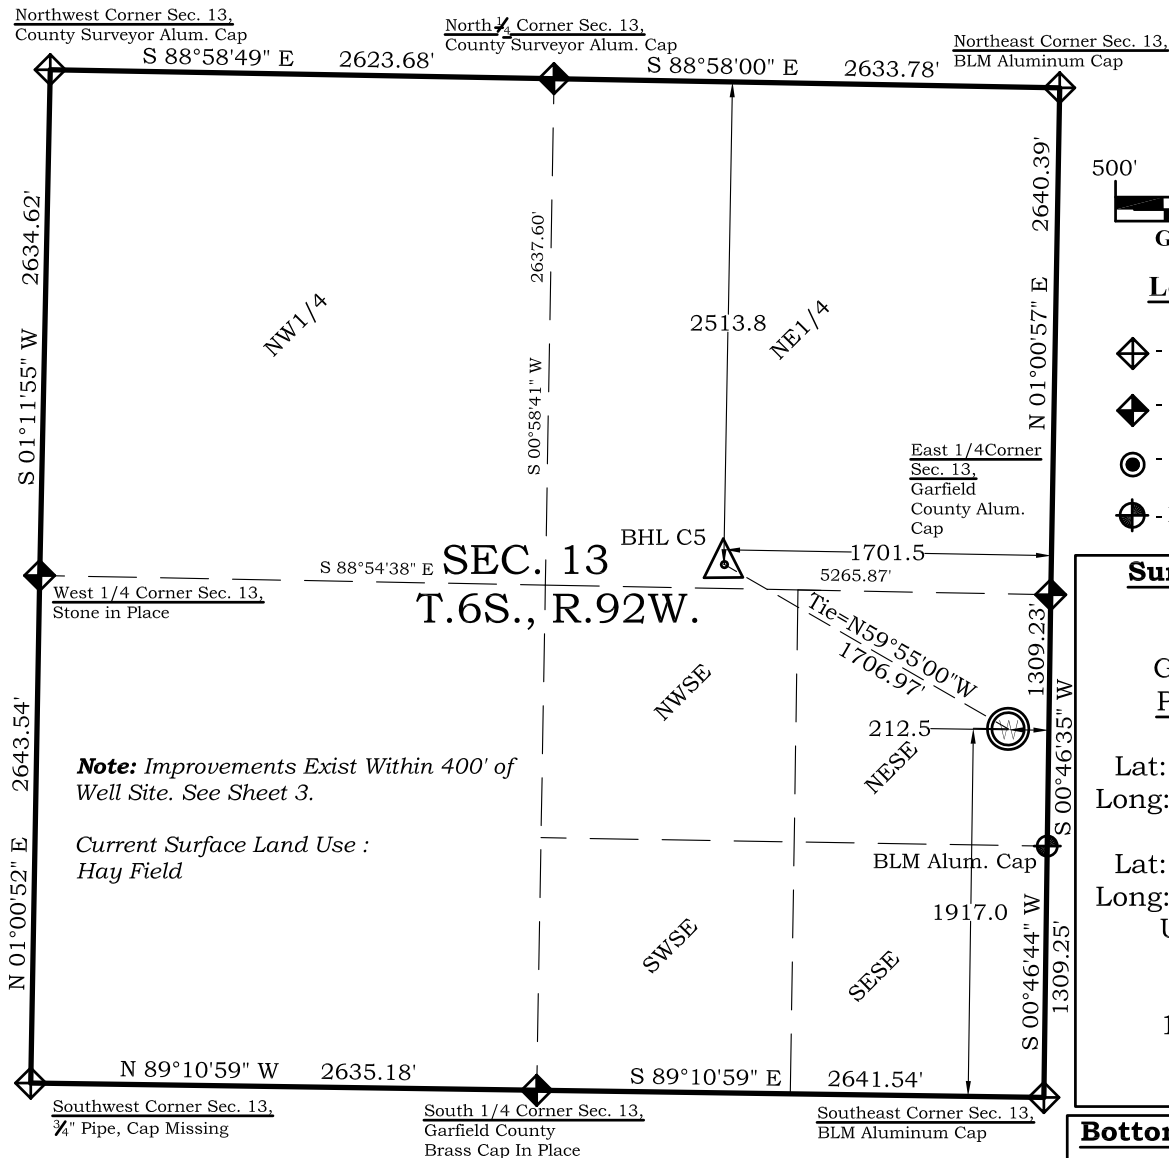 Northwest Corner Sec. 13,
County Surveyor Alum. Cap
North 1/4 Corner Sec. 13,
County Surveyor Alum. Cap
Northeast Corner Sec. 13,
BLM Aluminum Cap
S 88°58'49" E 2623.68'
S 88°58'00" E 2633.78'
2634.62'
S 01°11'55" W
2637.60'
S 00°58'41" W
2640.39'
N 01°00'57" E
500'
G
NW1/4
2513.8
NE1/4
East 1/4Corner
Sec. 13,
Garfield
County Alum.
Cap
BHL C5
1701.5
S 88°54'38" E
5265.87'
SEC. 13
T.6S., R.92W.
West 1/4 Corner Sec. 13,
Stone in Place
Tie=N59°55'00"W
1706.97'
1309.23'
S 00°46'35" W
212.5
W
NWSE
NESE
2643.54'
N 01°00'52" E
Note: Improvements Exist Within 400' of
Well Site. See Sheet 3.
Current Surface Land Use :
Hay Field
BLM Alum. Cap
1917.0
SWSE
SESE
S 00°46'44" W
1309.25'
N 89°10'59" W 2635.18'
S 89°10'59" E 2641.54'
Southwest Corner Sec. 13,
3/4" Pipe, Cap Missing
South 1/4 Corner Sec. 13,
Garfield County
Brass Cap In Place
Southeast Corner Sec. 13,
BLM Aluminum Cap
Lat:
Long:
Lat:
Long: